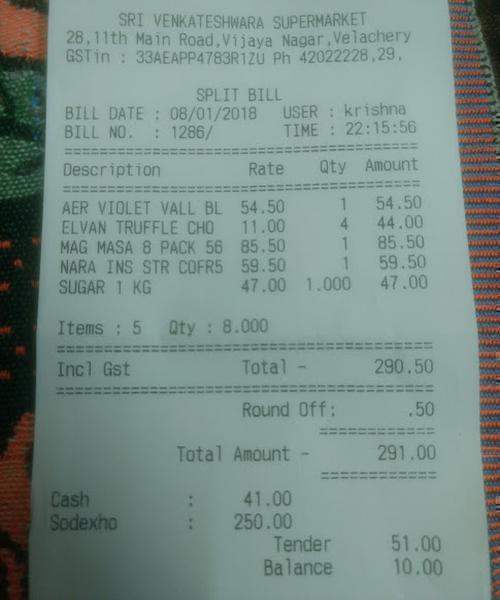 SRI VENKATESHWARA SUPERMARKET
28,11th Main Road,Vijaya Nagar,Velachery
GSTin : 33AEAPP4783R1ZU Ph 42022228,29,
SPLIT BILL
BILL DATE : 08/01/2018 USER : krishna
BILL NO. : 1286/ TIME : 22:15:56
Description Rate Qty Amount
AER VIOLET VALL BL 54.50 1 54.50
ELVAN TRUFFLE CHO 11.00 4 44.00
MAG MASA 8 PACK 56 85.50 1 85.50
NARA INS STR COFR5 59.50 1 59.50
SUGAR 1 KG 47.00 1.000 47.00
Items : 5 Qty : 8.000
Incl Gst Total - 290.50
Round Off: .50
Total Amount - 291.00
Cash : 41.00
Sodexho : 250.00
Tender 51.00
Balance 10.00